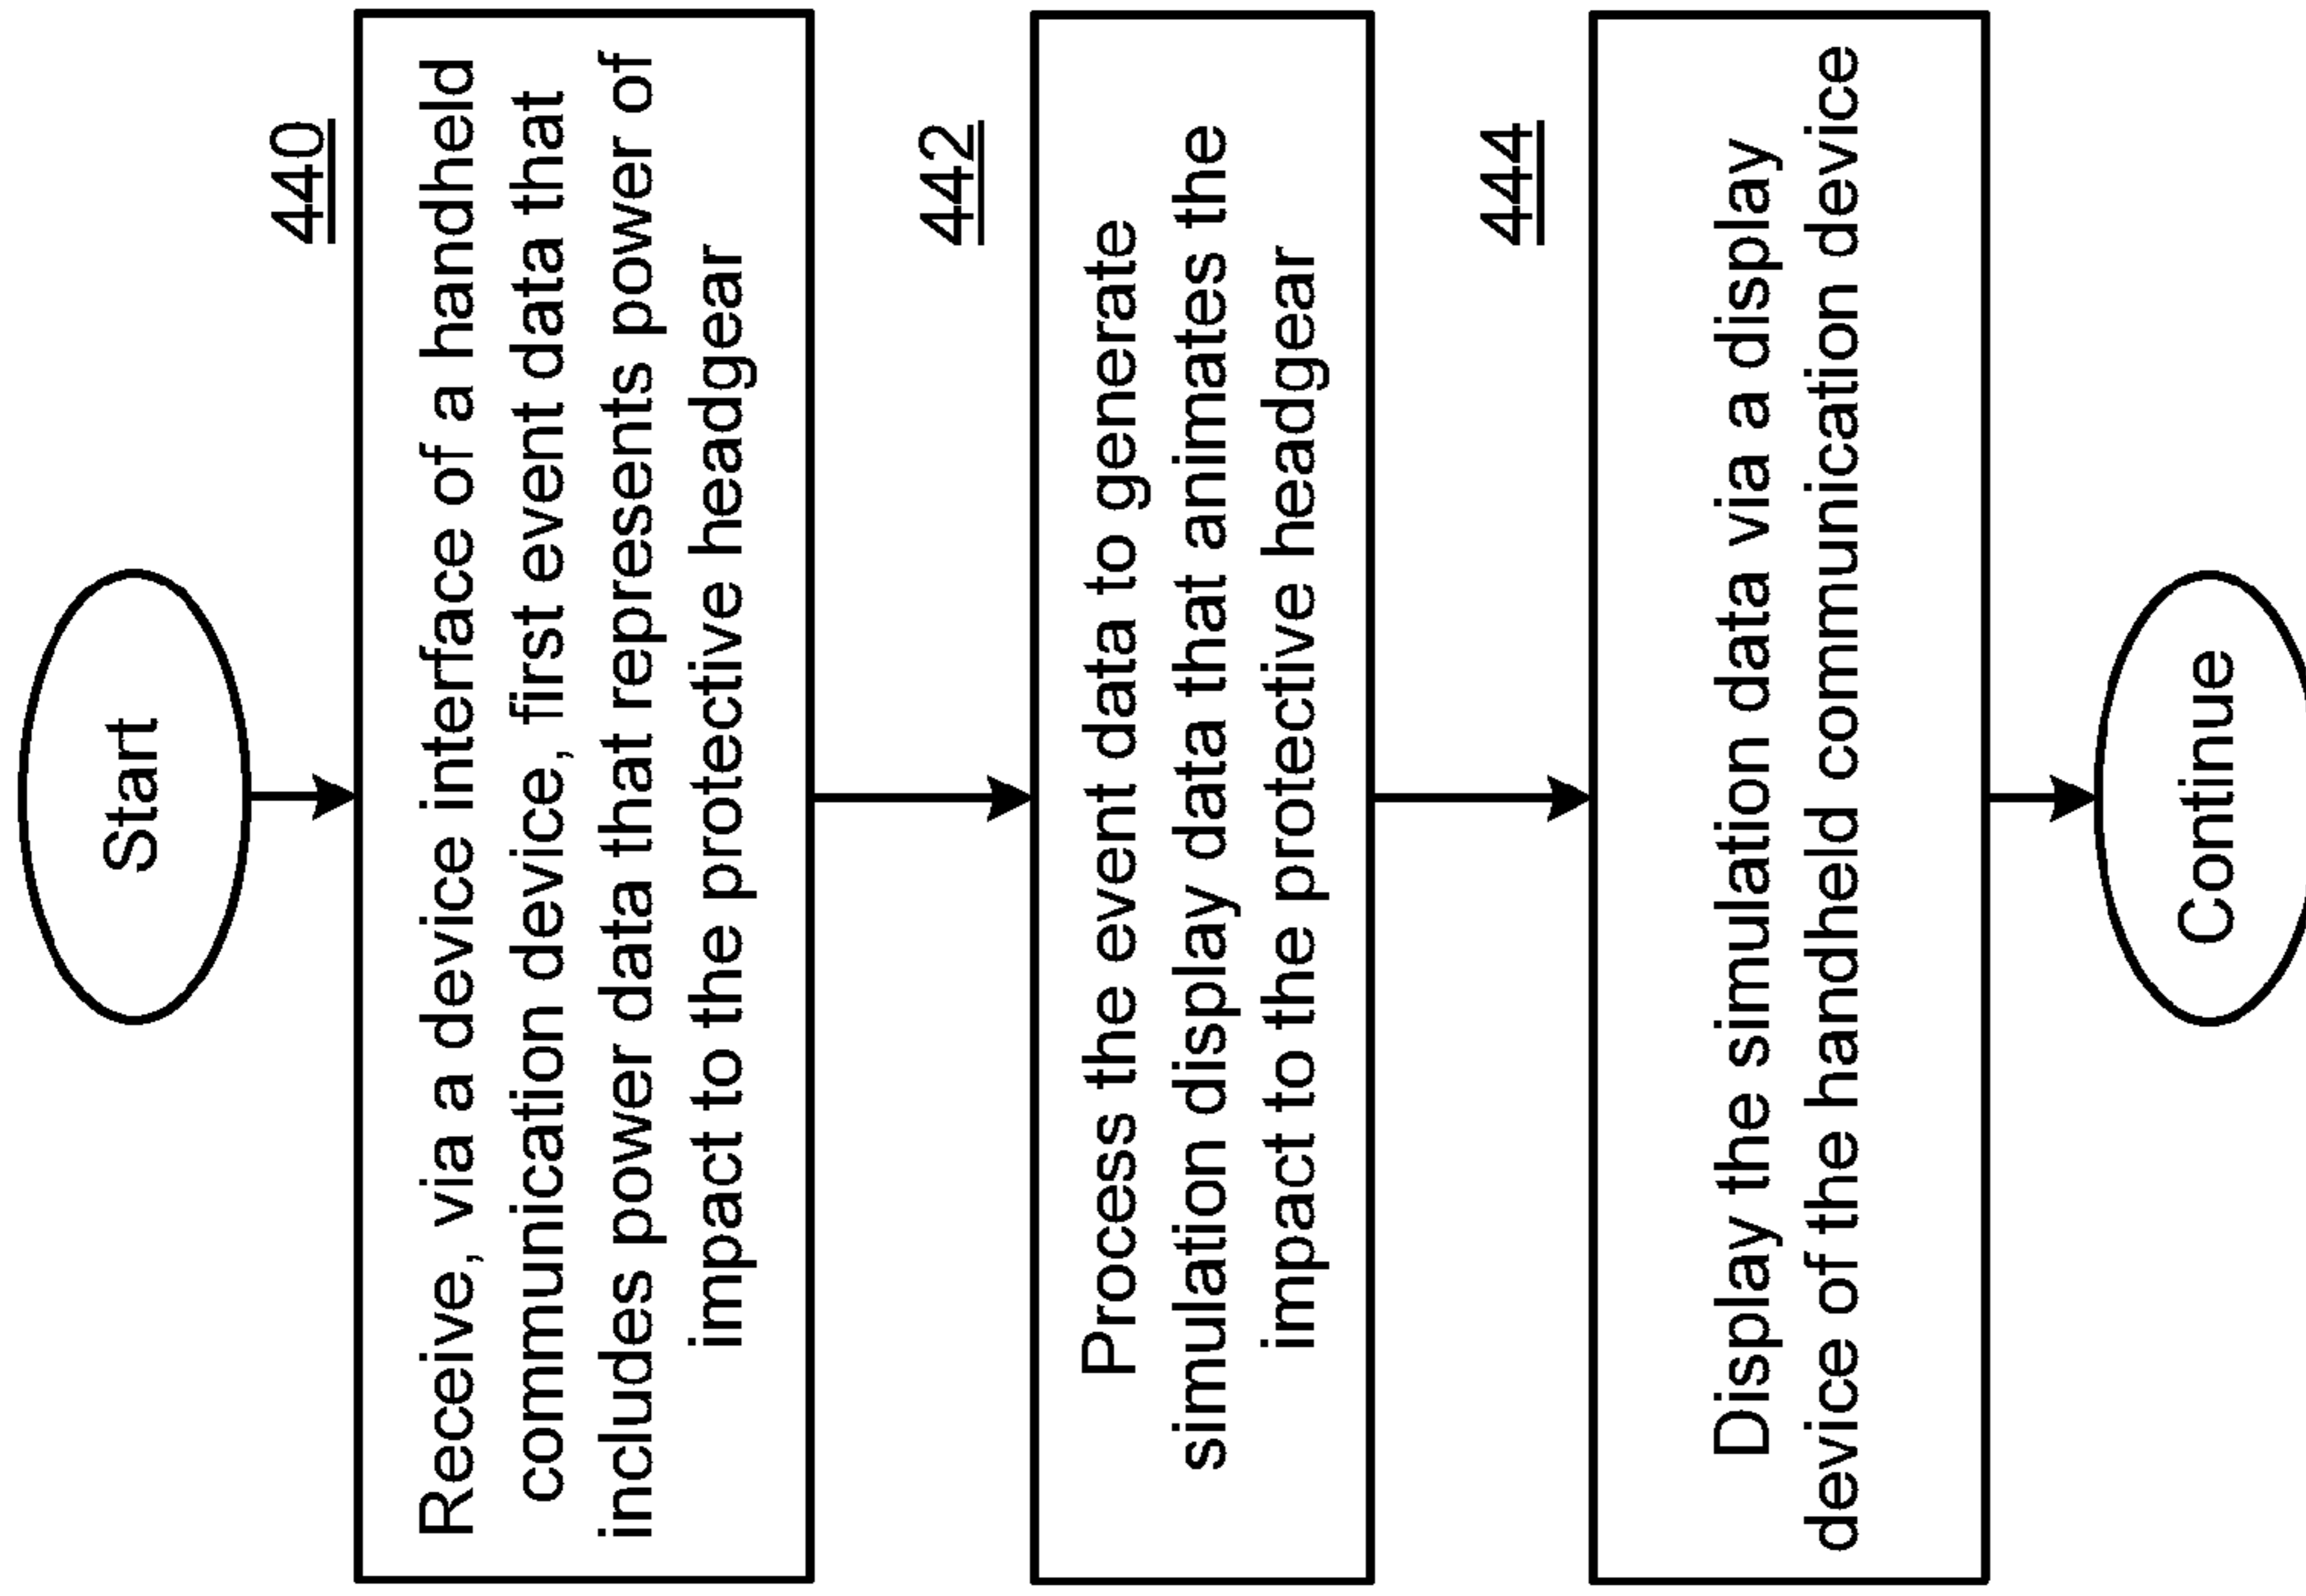 Start
440
Receive, via a device interface of a handheld
communication device, first event data that
includes power data that represents power of
impact to the protective headgear
442
Process the event data to generate
simulation display data that animates the
impact to the protective headgear
444
Display the simulation data via a display
device of the handheld communication device
Continue